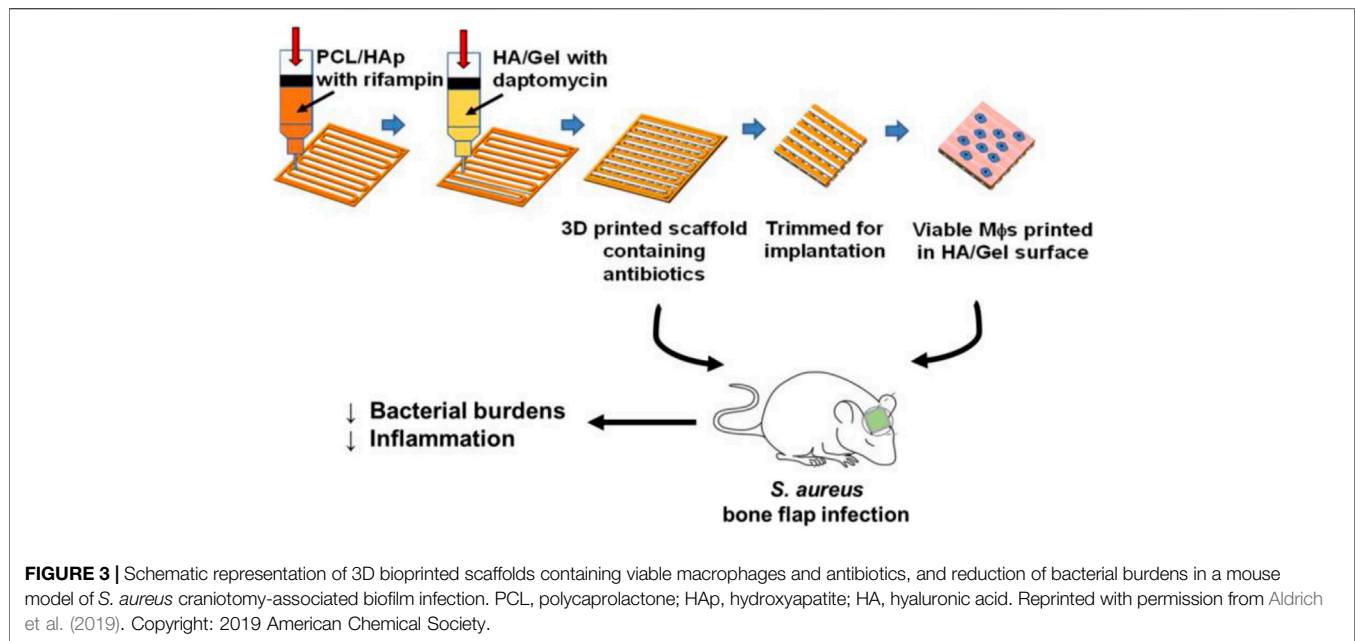 PCL/HAp
with rifampin
HA/Gel with
daptomycin
3D printed scaffold
containing
antibiotics
Trimmed for
implantation
Viable Mϕs printed
in HA/Gel surface
↓ Bacterial burdens
↓ Inflammation
S. aureus
bone flap infection
FIGURE 3 | Schematic representation of 3D bioprinted scaffolds containing viable macrophages and antibiotics, and reduction of bacterial burdens in a mouse
model of S. aureus craniotomy-associated biofilm infection. PCL, polycaprolactone; HAp, hydroxyapatite; HA, hyaluronic acid. Reprinted with permission from Aldrich
et al. (2019). Copyright: 2019 American Chemical Society.